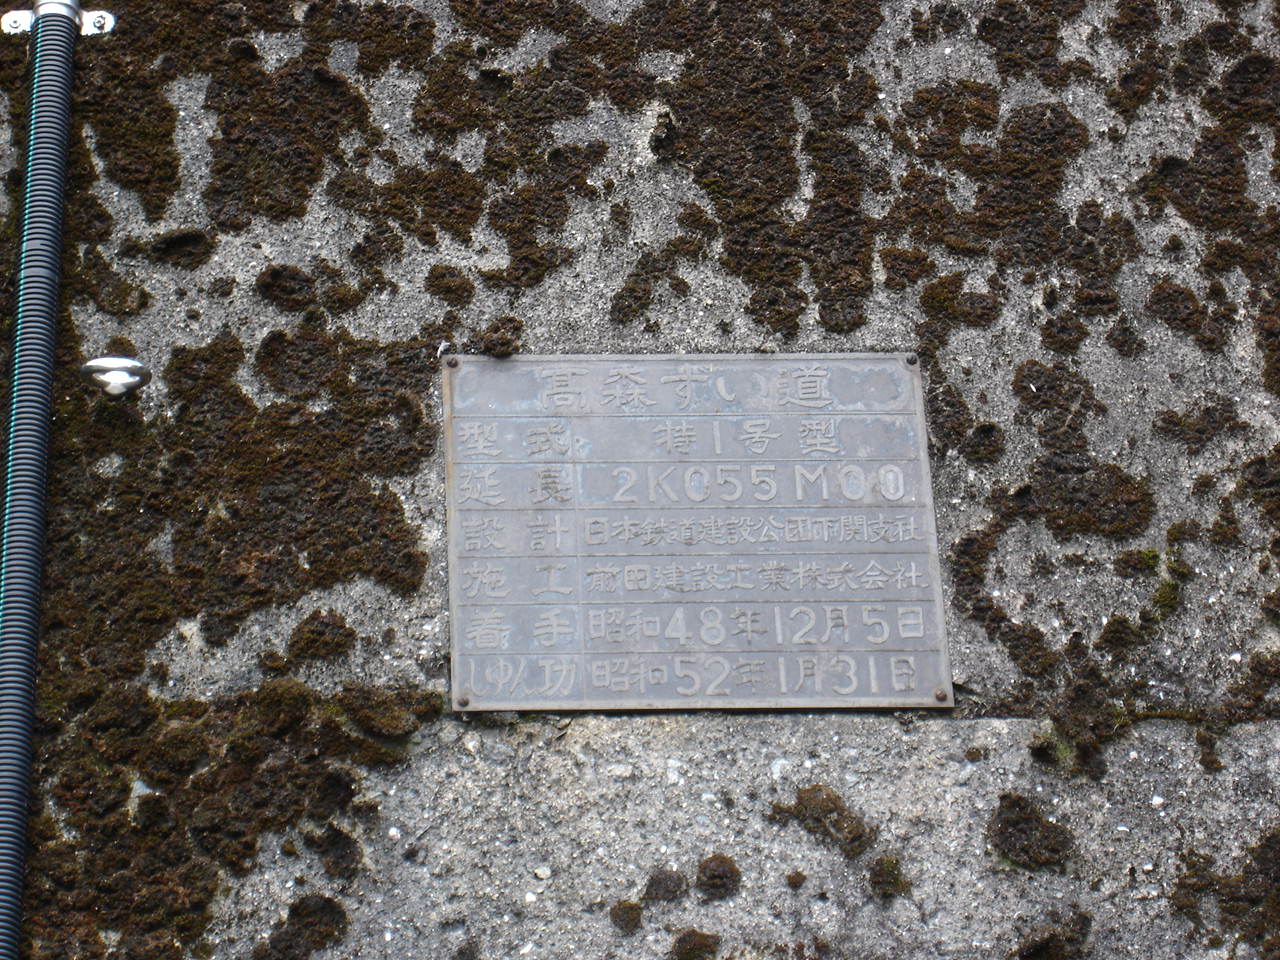 高森ずい道
型式 特1号型
延長 2K055M00
設計 日本鉄道建設公団下関支社
施工 前田建設工業株式会社
着手 昭和48年12月5日
しゅん功 昭和52年1月31日